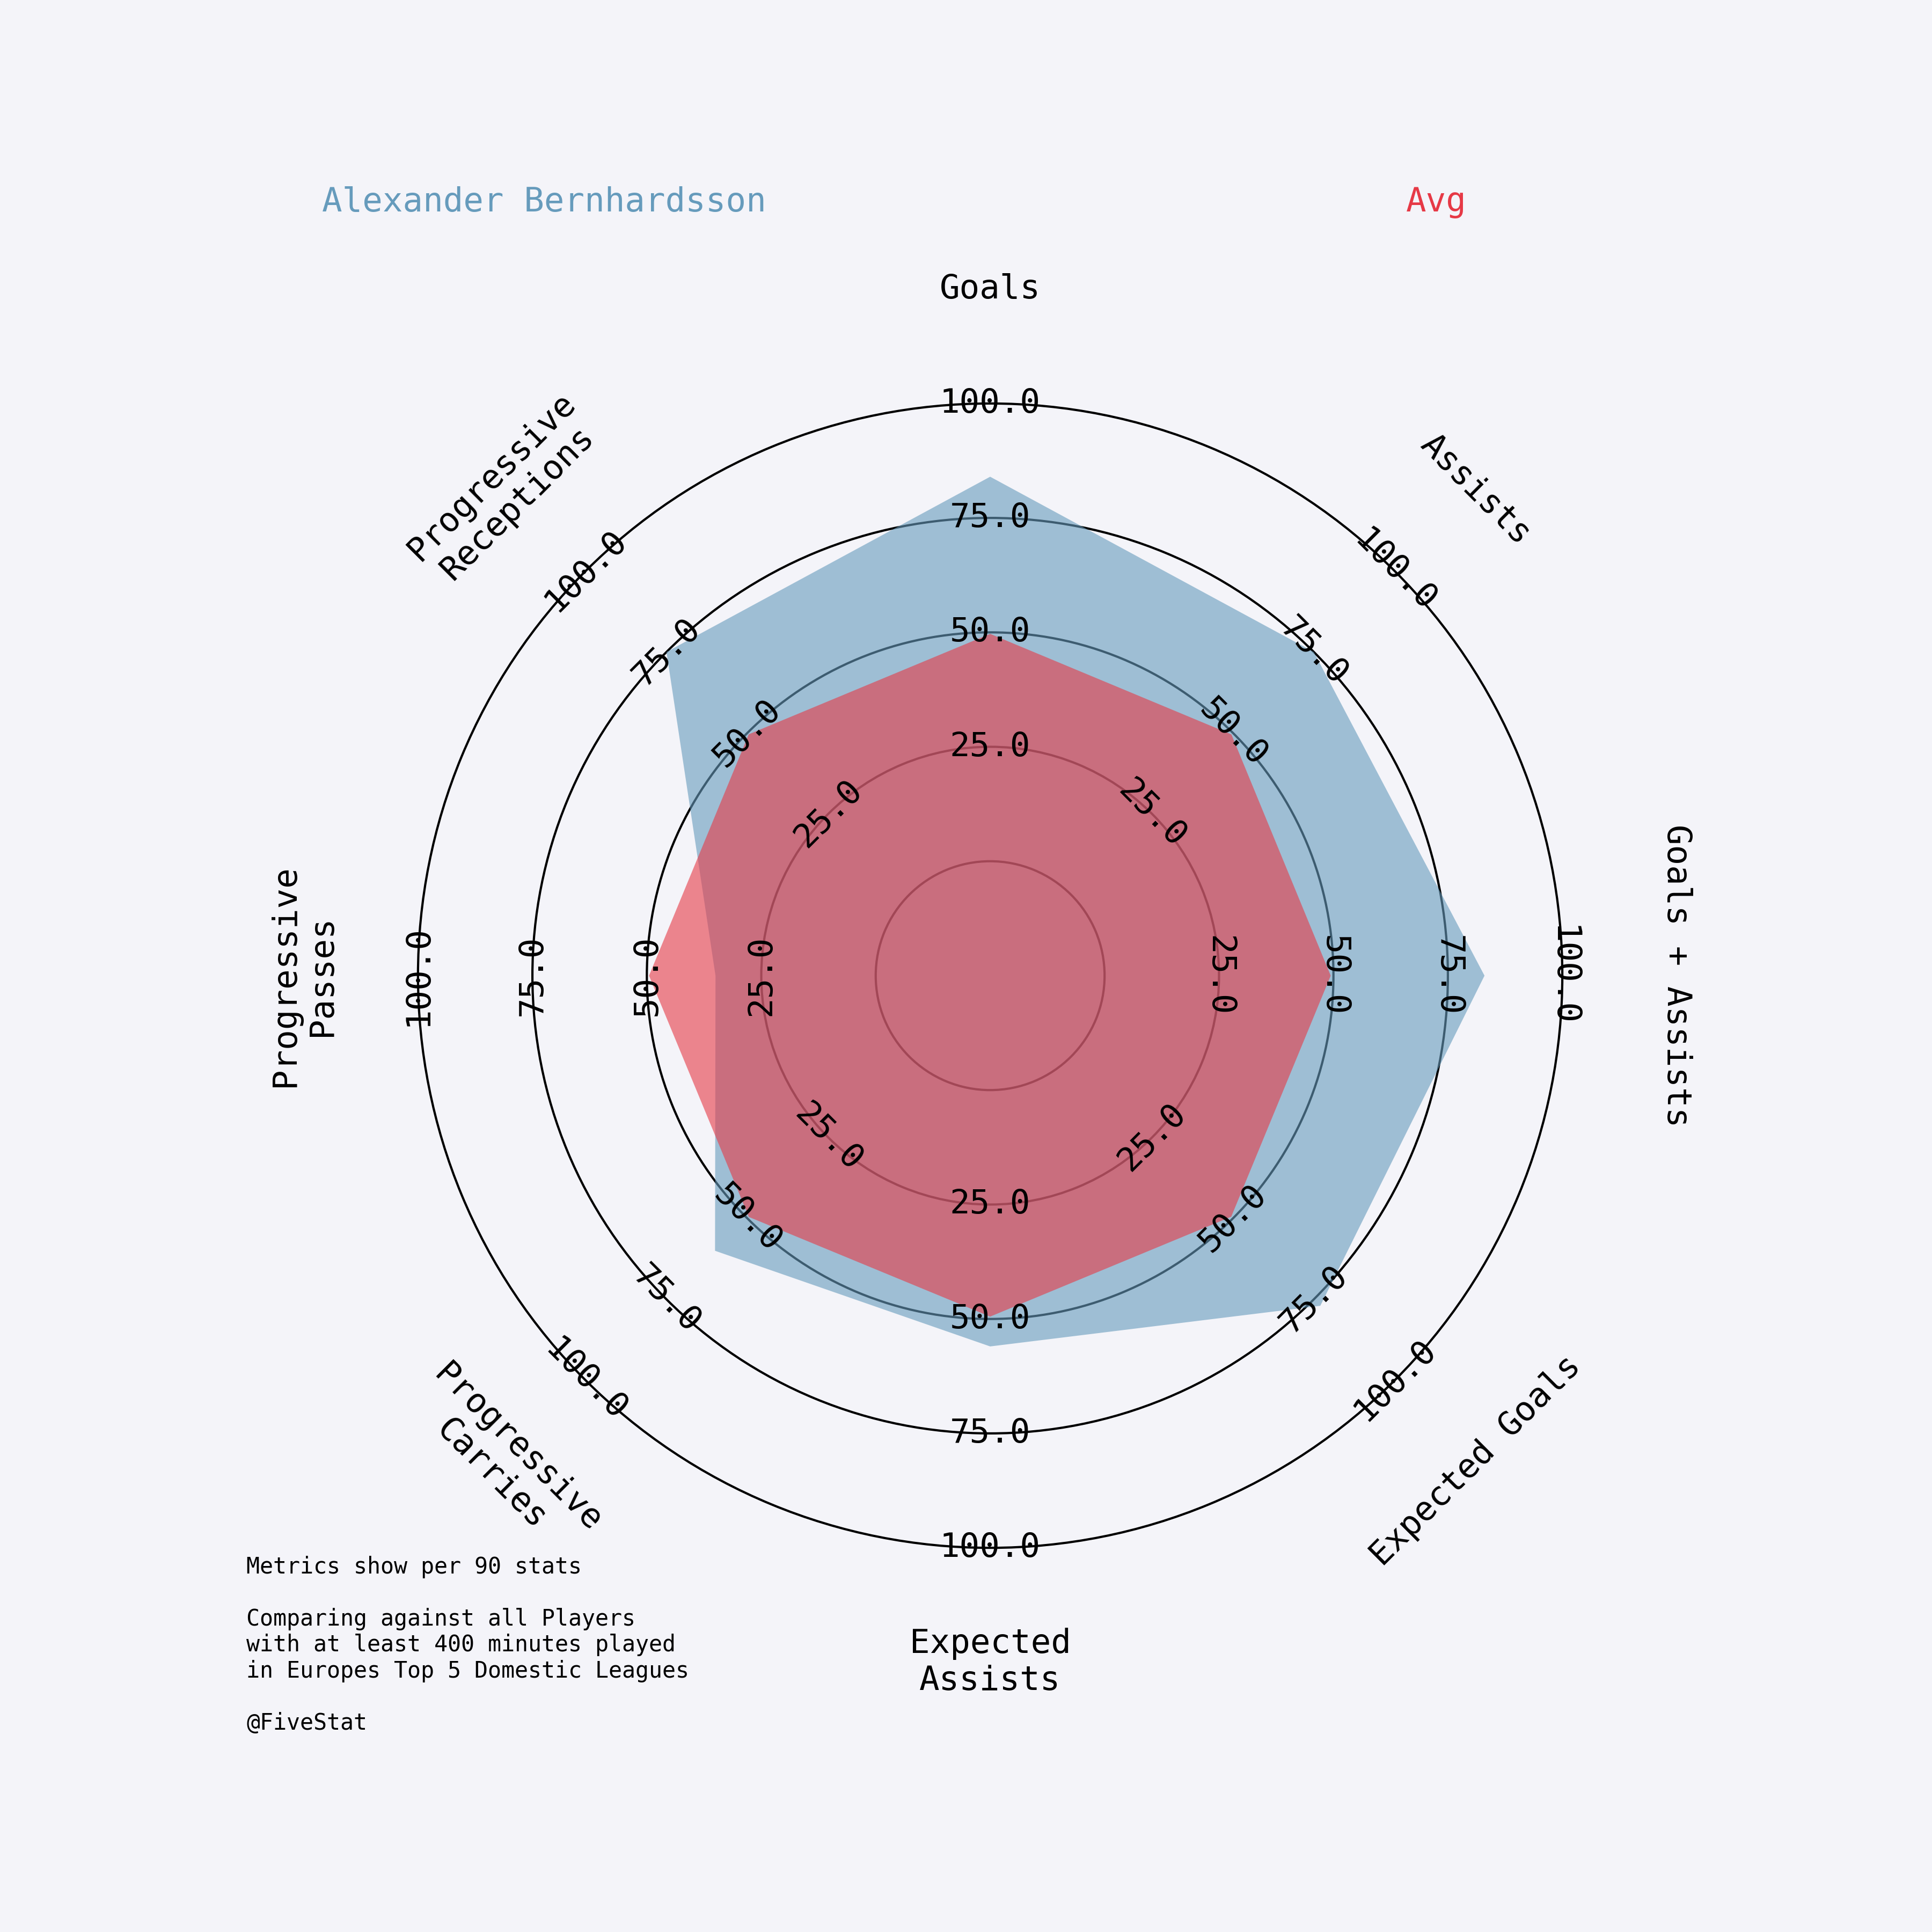 Alexander Bernhardsson
Avg
Goals
Assists
Goals + Assists
Expected Goals
Expected
Assists
Progressive
Carries
Progressive
Passes
Progressive
Receptions
25.0
50.0
75.0
100.0
25.0
50.0
75.0
100.0
25.0
50.0
75.0
100.0
25.0
50.0
75.0
100.0
25.0
50.0
75.0
100.0
25.0
50.0
75.0
100.0
25.0
50.0
75.0
100.0
25.0
50.0
75.0
100.0
Metrics show per 90 stats
Comparing against all Players
with at least 400 minutes played
in Europes Top 5 Domestic Leagues
@FiveStat